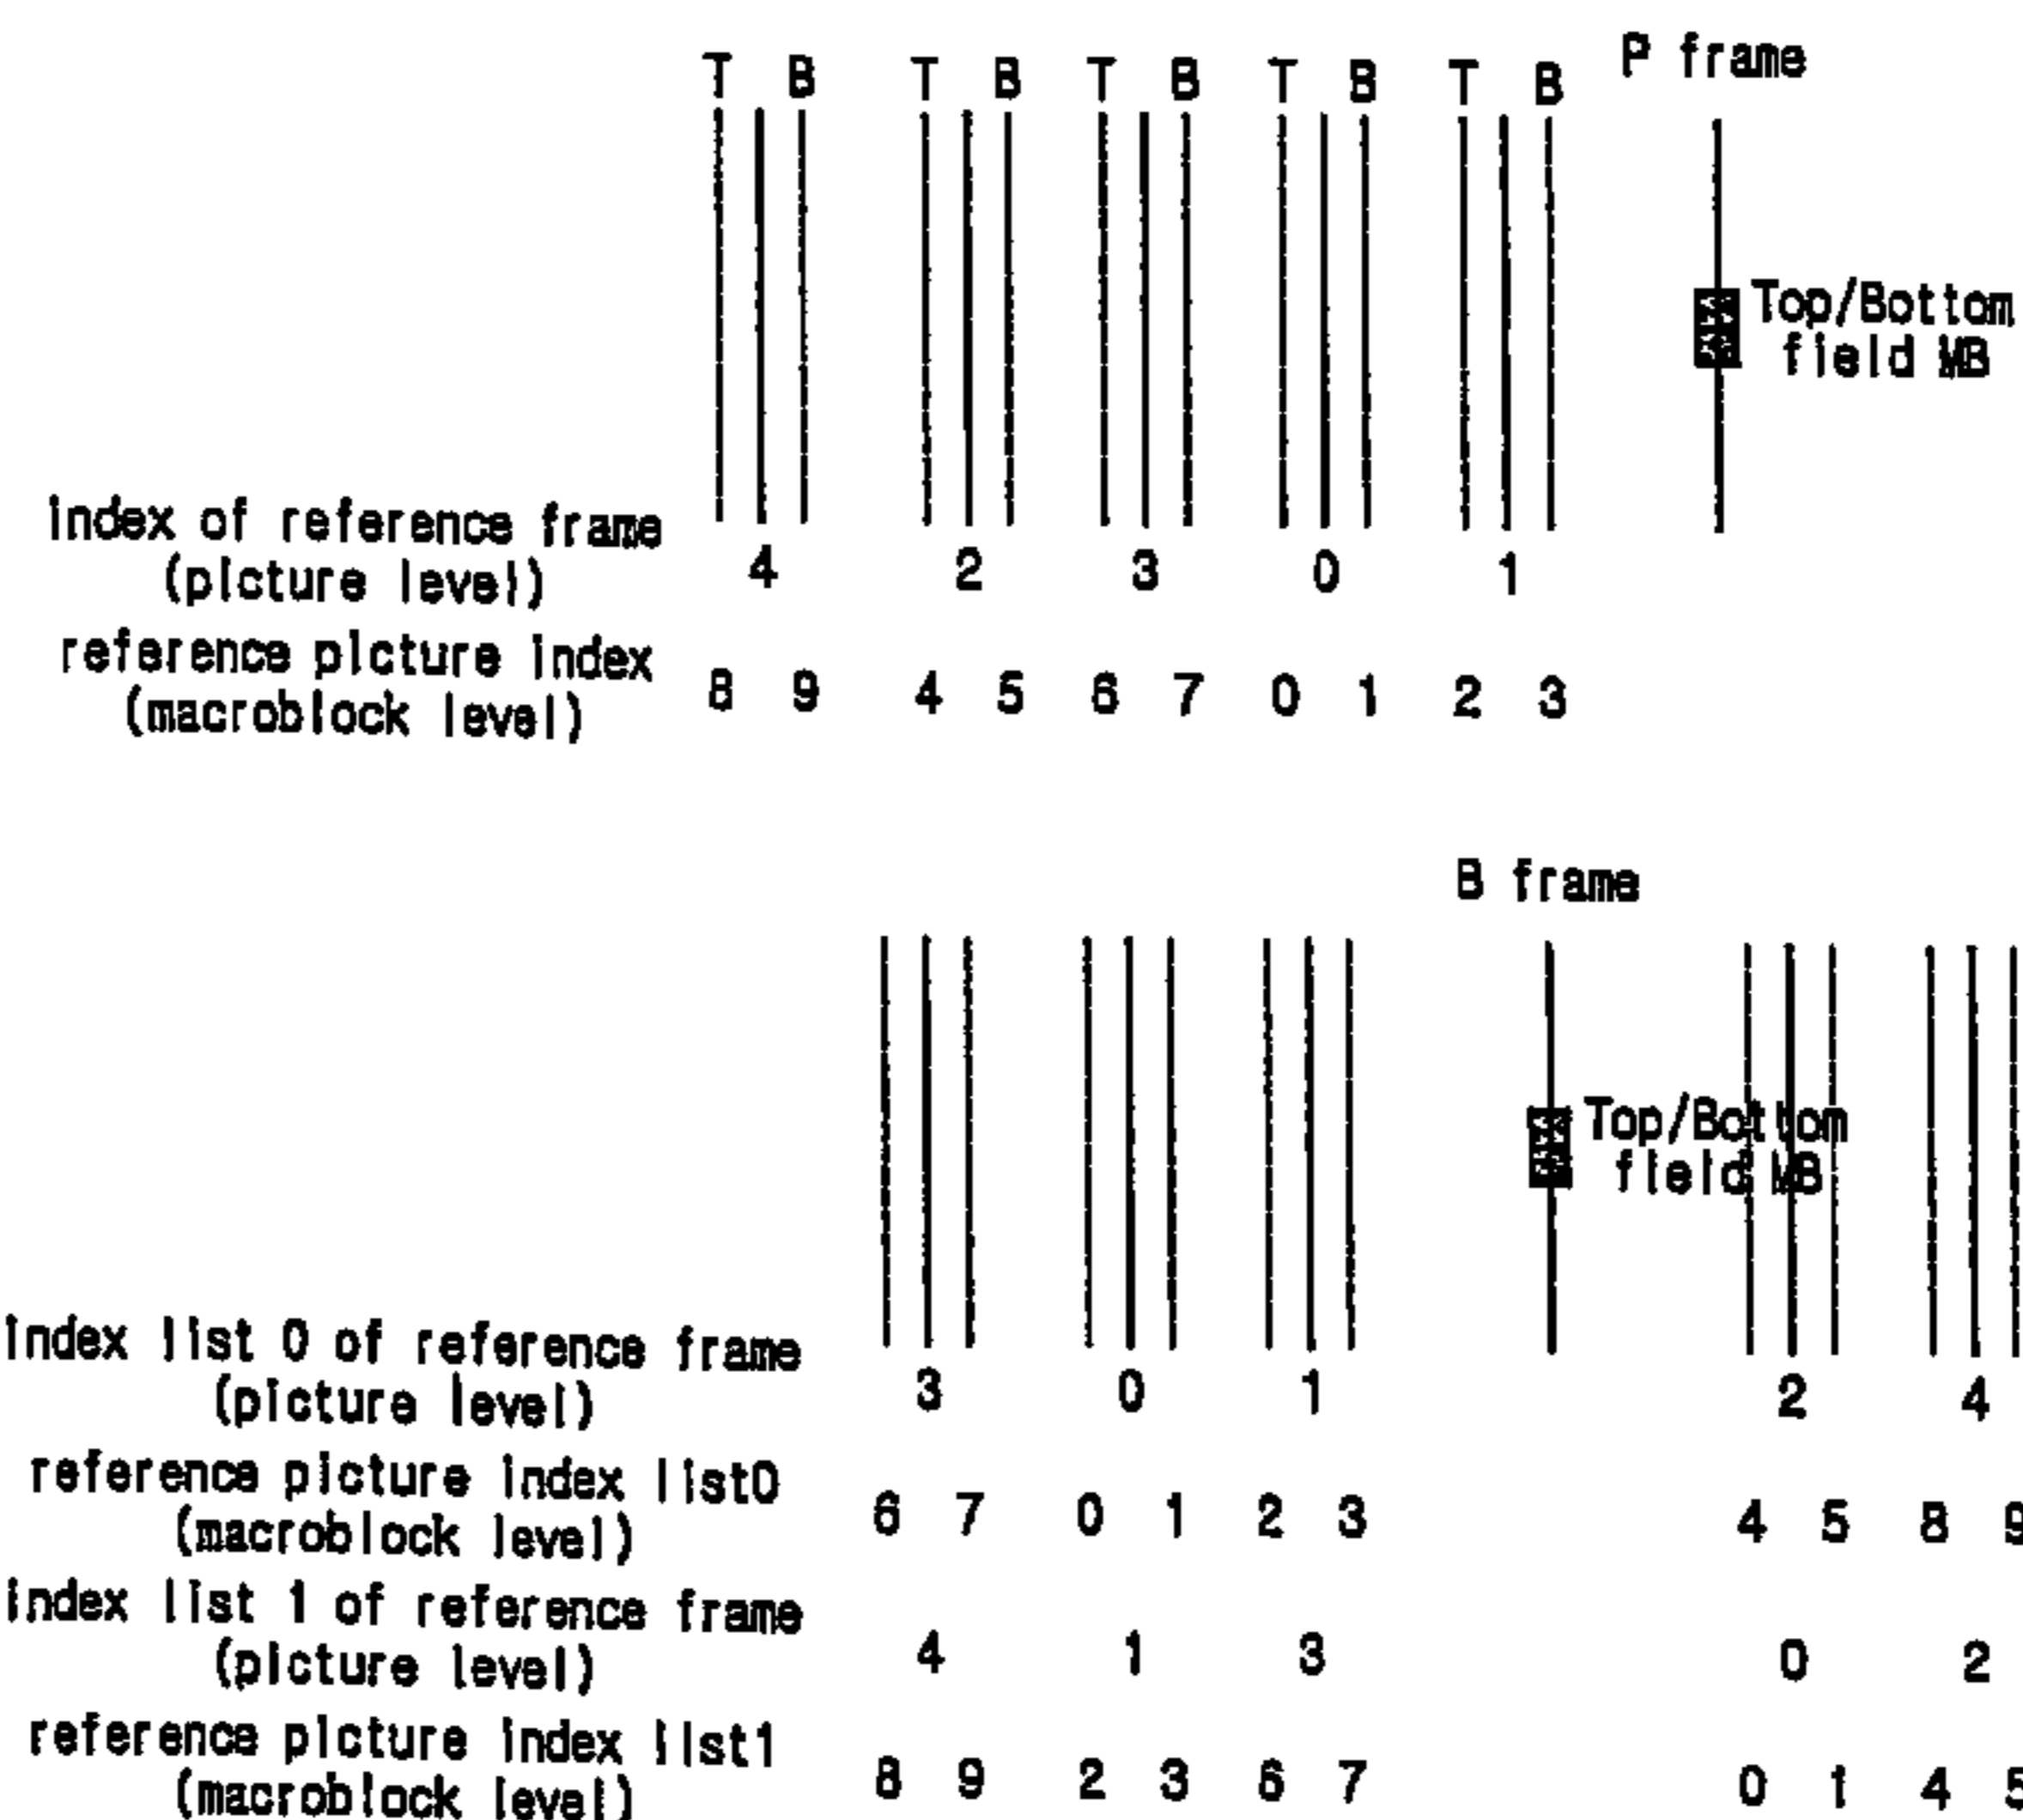 T B T B T B T B T B P frame
Top/Bottom
field MB
index of reference frame
(picture level) 4 2 3 0 1
reference picture index
(macroblock level) 8 9 4 5 6 7 0 1 2 3
B frame
Top/Bottom
field MB
index list 0 of reference frame
(picture level) 3 0 1 2 4
reference picture index list0
(macroblock level) 6 7 0 1 2 3 4 5 8 9
index list 1 of reference frame
(picture level) 4 1 3 0 2
reference picture index list1
(macroblock level) 8 9 2 3 6 7 0 1 4 5